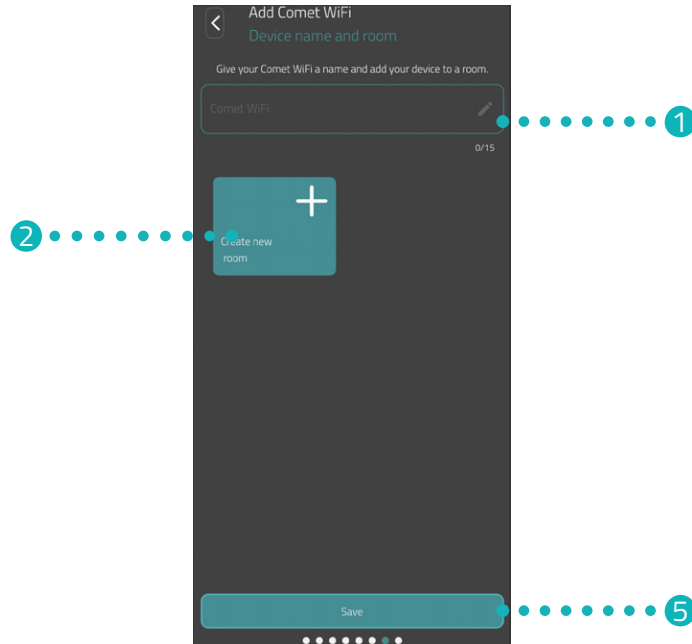 Add Comet WiFi
Device name and room
Give your Comet WiFi a name and add your device to a room.
Comet WiFi
1
0/15
2
Create new
room
Save
5